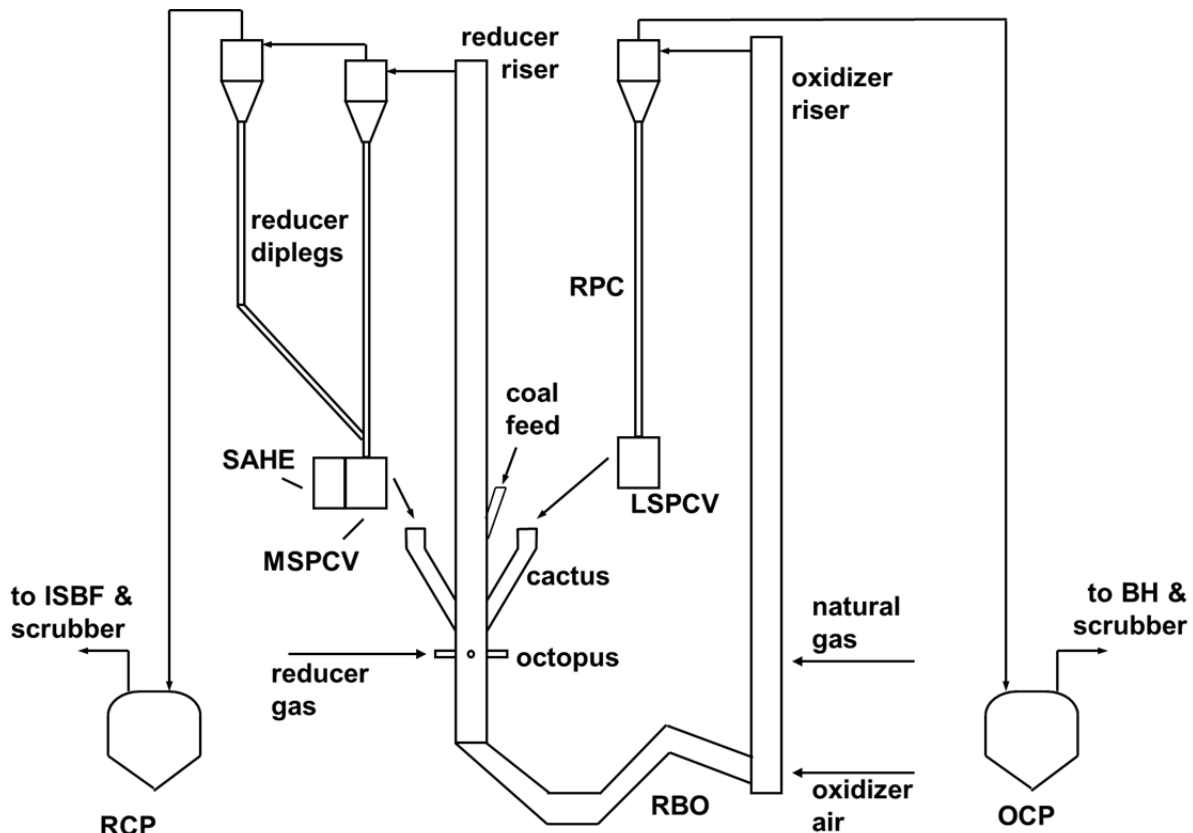 reducer
riser
oxidizer
riser
reducer
diplegs
RPC
coal
feed
SAHE
LSPCV
MSPCV
cactus
to ISBF &
scrubber
natural
gas
to BH &
scrubber
octopus
reducer
gas
RBO
oxidizer
air
OCP
RCP